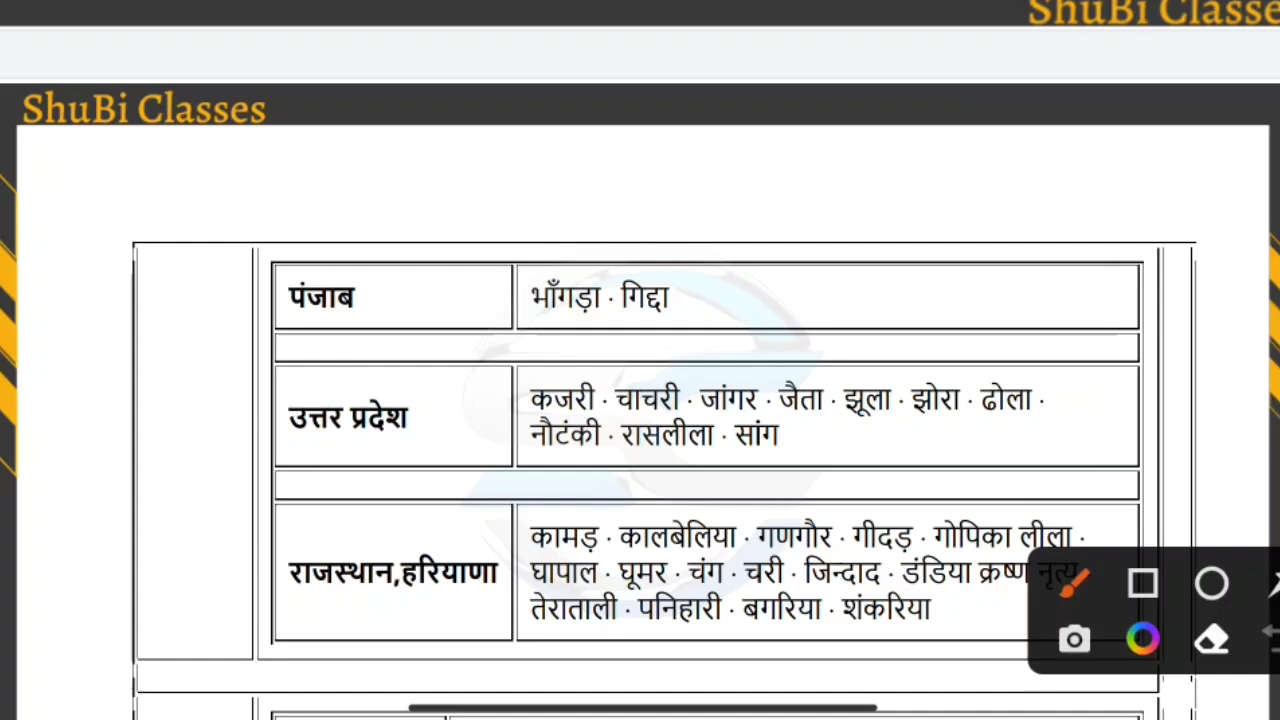 ShuBi Classe
ShuBi Classes
पंजाब
भाँगड़ा · गिद्दा
उत्तर प्रदेश
कजरी · चाचरी · जांगर · जैता · झूला · झोरा · ढोला ·
नौटंकी · रासलीला · सांग
राजस्थान,हरियाणा
कामड़ · कालबेलिया · गणगौर · गीदड़ · गोपिका लीला ·
घापाल · घूमर · चंग · चरी · जिन्दाद · डंडिया क्रष्ण नृत्य
तेराताली · पनिहारी · बगरिया · शंकरिया